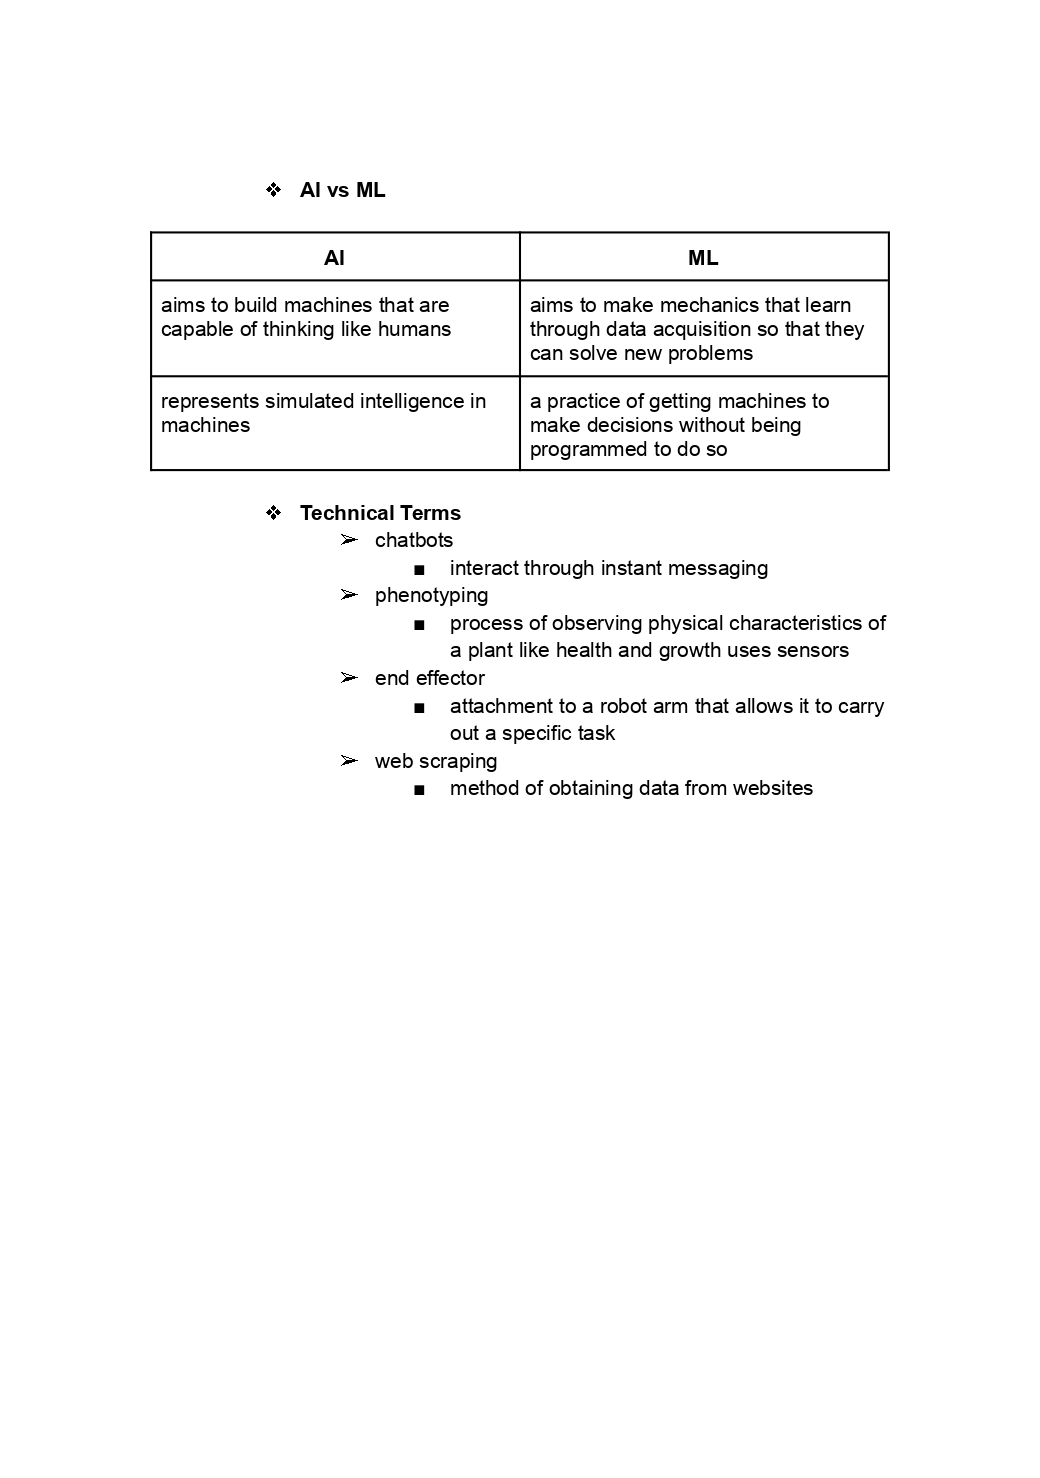 ❖ AI vs ML
AI
ML
aims to build machines that are
capable of thinking like humans
aims to make mechanics that learn
through data acquisition so that they
can solve new problems
represents simulated intelligence in
machines
a practice of getting machines to
make decisions without being
programmed to do so
❖ Technical Terms
➢ chatbots
■ interact through instant messaging
➢ phenotyping
■ process of observing physical characteristics of
a plant like health and growth uses sensors
➢ end effector
■ attachment to a robot arm that allows it to carry
out a specific task
➢ web scraping
■ method of obtaining data from websites